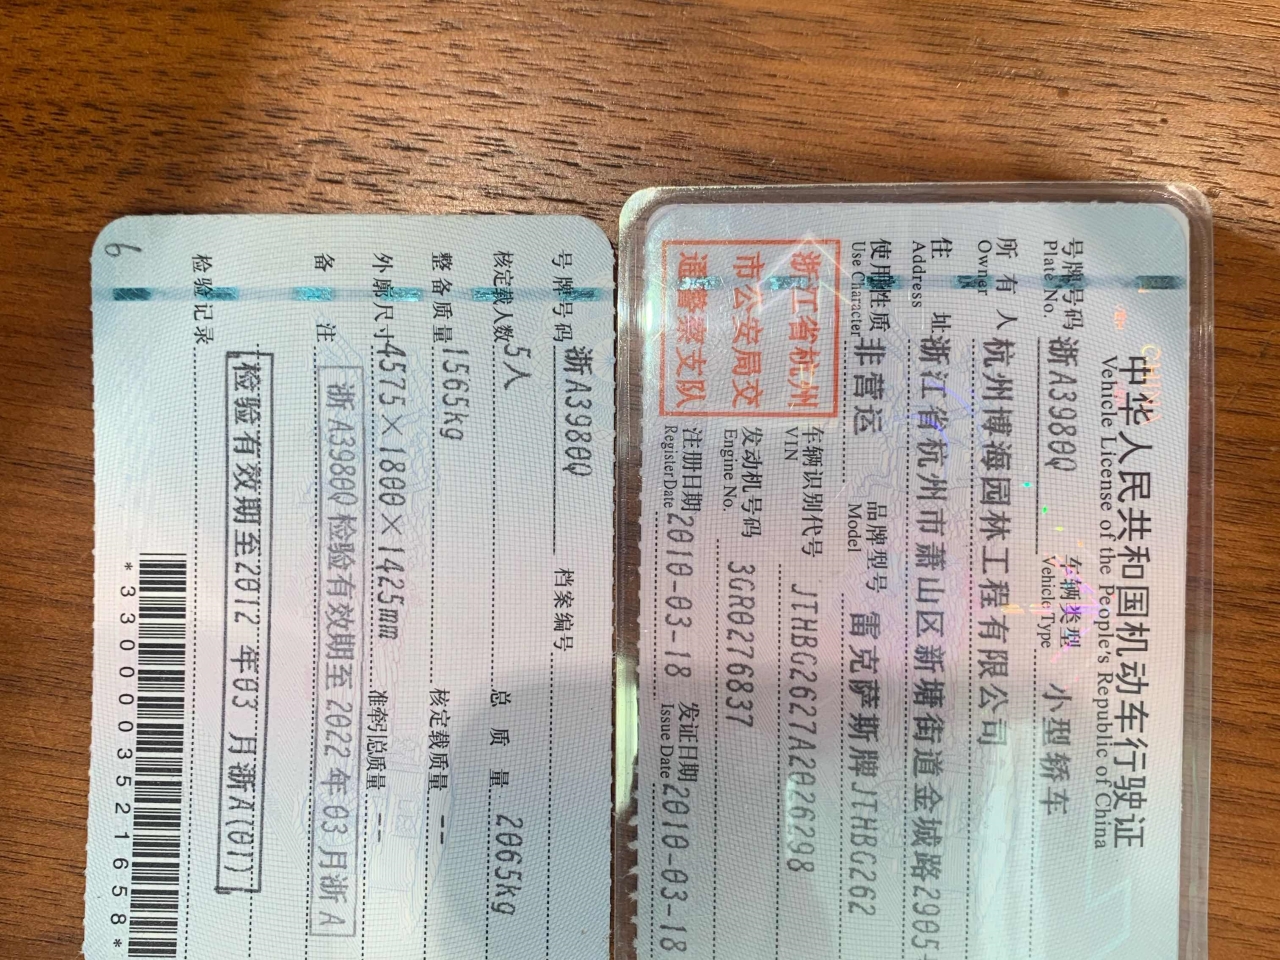 中华人民共和国机动车行驶证
Vehicle License of the People's Republic of China
号牌号码 浙A3980Q 车辆类型 小型轿车
Plate No. Vehicle Type
所有人 杭州博海园林工程有限公司
Owner
住址 浙江省杭州市萧山区新塘街道金城路2905-
Address
使用性质 非营运 品牌型号 雷克萨斯牌JTHBG262
Use Character Model
浙江省杭州
市公安局交
通警察支队
车辆识别代号 JTHBG2627A2026298
VIN
发动机号码 3GR0276837
Engine No.
注册日期 2010-03-18 发证日期 2010-03-18
Register Date Issue Date
号牌号码 浙A3980Q 档案编号
核定载人数 5人 总质量 2065kg
整备质量 1565kg 核定载质量 --
外廓尺寸 4575×1800×1425mm 准牵引总质量 --
备注 浙A3980Q 检验有效期至2022年03月浙A
检验记录
检验有效期至2012年03月浙A(01)
*3300003521658*
6